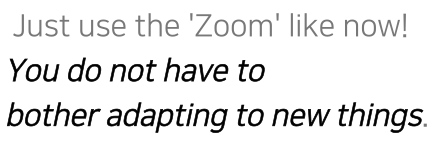 Just use the 'Zoom' like now!
You do not have to
bother adapting to new things.